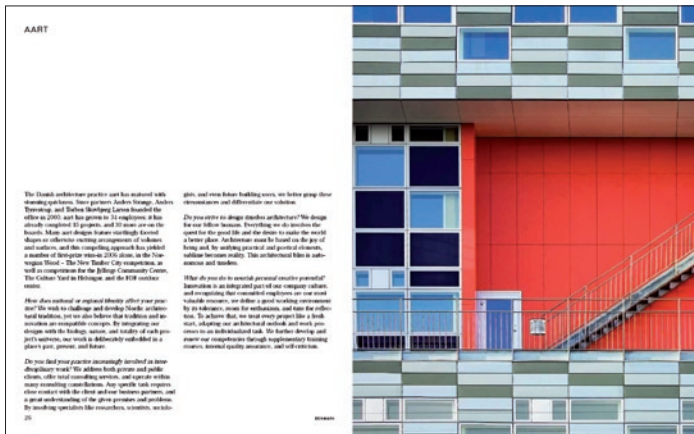 AART
The Danish architecture practice aart has matured with
stunning quickness. Since partners Anders Strange, Anders
Tyrrestrup, and Torben Skovbjerg Larsen founded the
office in 2000, aart has grown to 31 employees; it has
already completed 45 projects, and 30 more are on the
boards. Many aart designs feature startlingly faceted
shapes or otherwise exciting arrangements of volumes
and surfaces, and this compelling approach has yielded
a number of first-prize wins–in 2006 alone, in the Nor-
wegian Wood – The New Timber City competition, as
well as competitions for the Jellinge Community Centre,
The Culture Yard in Helsingør, and the FOF outdoor
center.
How does national or regional identity affect your prac-
tice? We wish to challenge and develop Nordic architec-
tural tradition, yet we also believe that tradition and in-
novation are compatible concepts. By integrating our
designs with the biology, nature, and totality of each pro-
ject's universe, our work is deliberately embedded in a
place's past, present, and future.
Do you find your practice increasingly involved in inter-
disciplinary work? We address both private and public
clients, offer total consulting services, and operate within
many consulting constellations. Any specific task requires
close contact with the client and our business partners, and
a great understanding of the given premises and problems.
By involving specialists like researchers, scientists, sociolo-
26
gists, and even future building users, we better grasp these
circumstances and differentiate our solution.
Do you strive to design timeless architecture? We design
for our fellow humans. Everything we do involves the
quest for the good life and the desire to make the world
a better place. Architecture must be based on the joy of
being and, by unifying practical and poetical elements,
sublime becomes reality. This architectural bliss is auto-
nomous and timeless.
What do you do to nourish personal creative potential?
Innovation is an integrated part of our company culture,
and recognizing that committed employees are our most
valuable resource, we define a good working environment
by its tolerance, room for enthusiasm, and time for reflec-
tion. To achieve that, we treat every project like a fresh
start, adapting our architectural outlook and work pro-
cesses to an individualized task. We further develop and
renew our competencies through supplementary training
courses, internal quality assurance, and self-criticism.
DENMARK